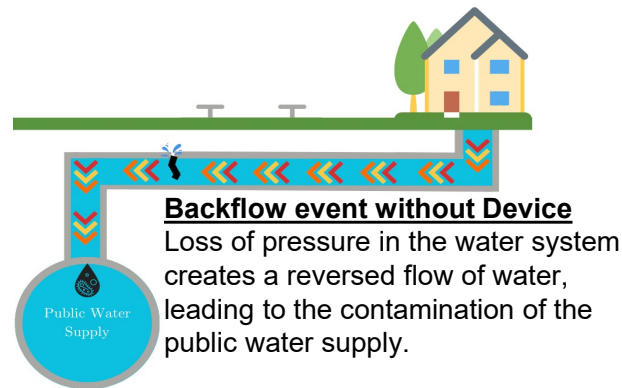 Backflow event without Device
Loss of pressure in the water system
creates a reversed flow of water,
leading to the contamination of the
public water supply.
Public Water
Supply